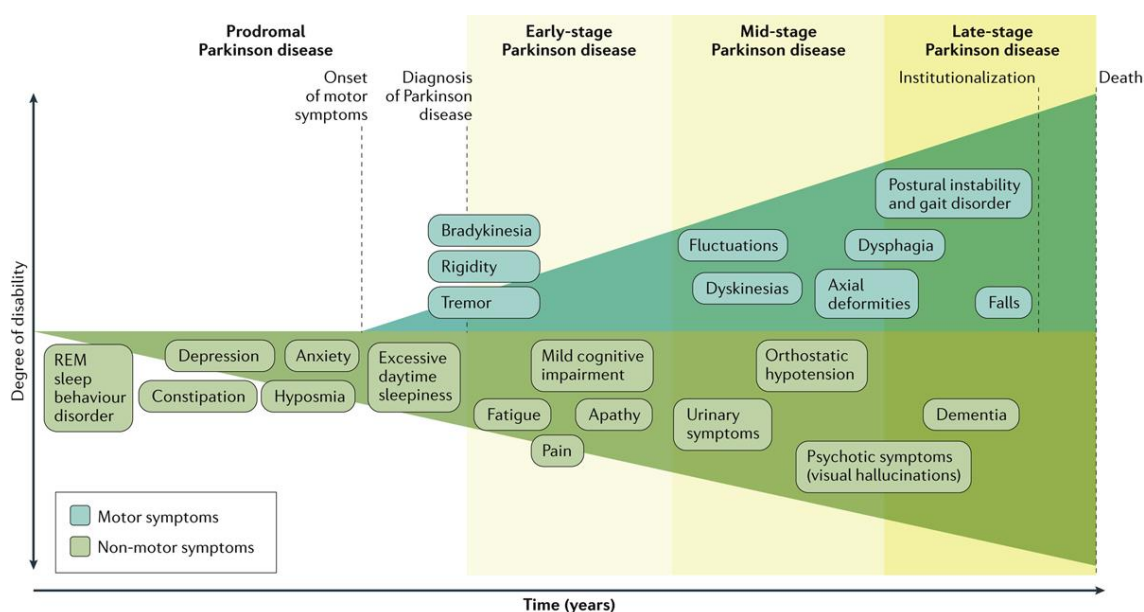 Prodromal
Parkinson disease
Early-stage
Parkinson disease
Mid-stage
Parkinson disease
Late-stage
Parkinson disease
Onset
of motor
symptoms
Diagnosis
of Parkinson
disease
Institutionalization
Death
Degree of disability
Postural instability
and gait disorder
Bradykinesia
Rigidity
Tremor
Fluctuations
Dysphagia
Dyskinesias
Axial
deformities
Falls
REM
sleep
behaviour
disorder
Depression
Anxiety
Constipation
Hyposmia
Excessive
daytime
sleepiness
Mild cognitive
impairment
Fatigue
Apathy
Pain
Orthostatic
hypotension
Urinary
symptoms
Dementia
Psychotic symptoms
(visual hallucinations)
Motor symptoms
Non-motor symptoms
Time (years)